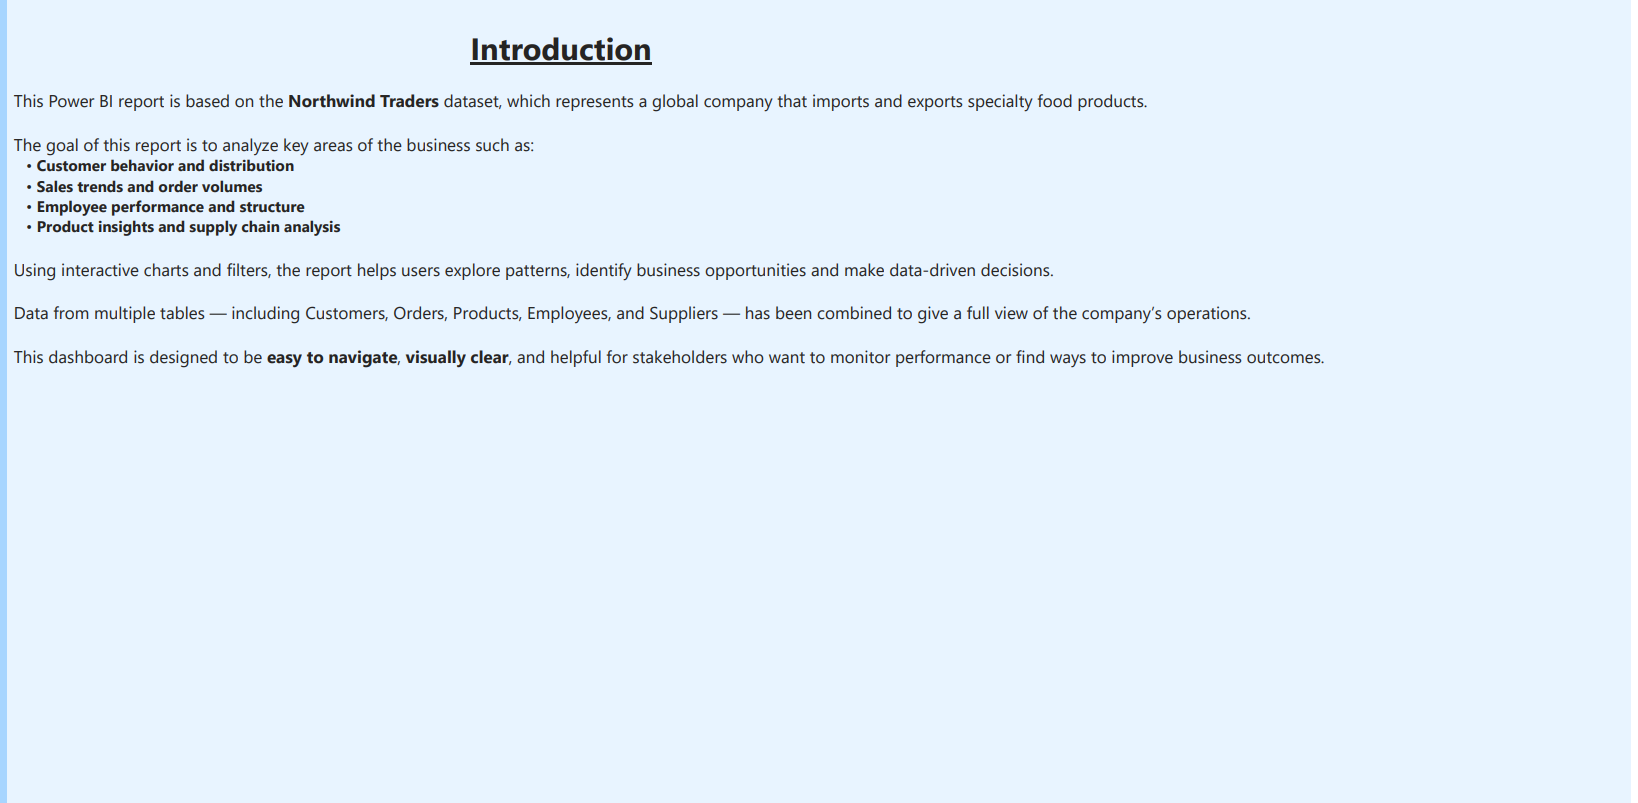 Introduction
This Power BI report is based on the Northwind Traders dataset, which represents a global company that imports and exports specialty food products.
The goal of this report is to analyze key areas of the business such as:
• Customer behavior and distribution
• Sales trends and order volumes
• Employee performance and structure
• Product insights and supply chain analysis
Using interactive charts and filters, the report helps users explore patterns, identify business opportunities and make data-driven decisions.
Data from multiple tables — including Customers, Orders, Products, Employees, and Suppliers — has been combined to give a full view of the company’s operations.
This dashboard is designed to be easy to navigate, visually clear, and helpful for stakeholders who want to monitor performance or find ways to improve business outcomes.